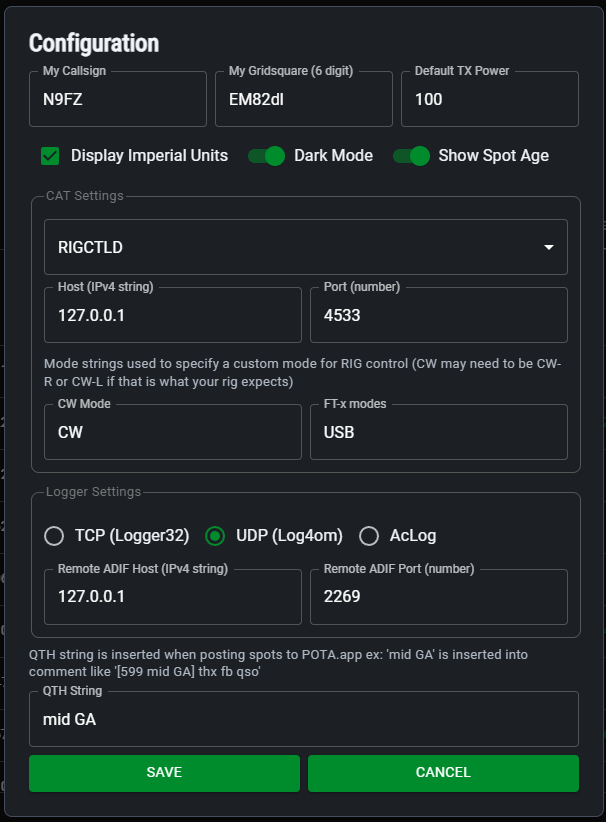 Configuration
My Callsign
My Gridsquare (6 digit)
Default TX Power
N9FZ
EM82dl
100
Display Imperial Units
Dark Mode
Show Spot Age
CAT Settings
RIGCTLD
Host (IPv4 string)
Port (number)
127.0.0.1
4533
Mode strings used to specify a custom mode for RIG control (CW may need to be CW-
R or CW-L if that is what your rig expects)
CW Mode
FT-x modes
CW
USB
Logger Settings
TCP (Logger32)
UDP (Log4om)
AcLog
Remote ADIF Host (IPv4 string)
Remote ADIF Port (number)
127.0.0.1
2269
QTH string is inserted when posting spots to POTA.app ex: 'mid GA' is inserted into
comment like '[599 mid GA] thx fb qso'
QTH String
mid GA
SAVE
CANCEL